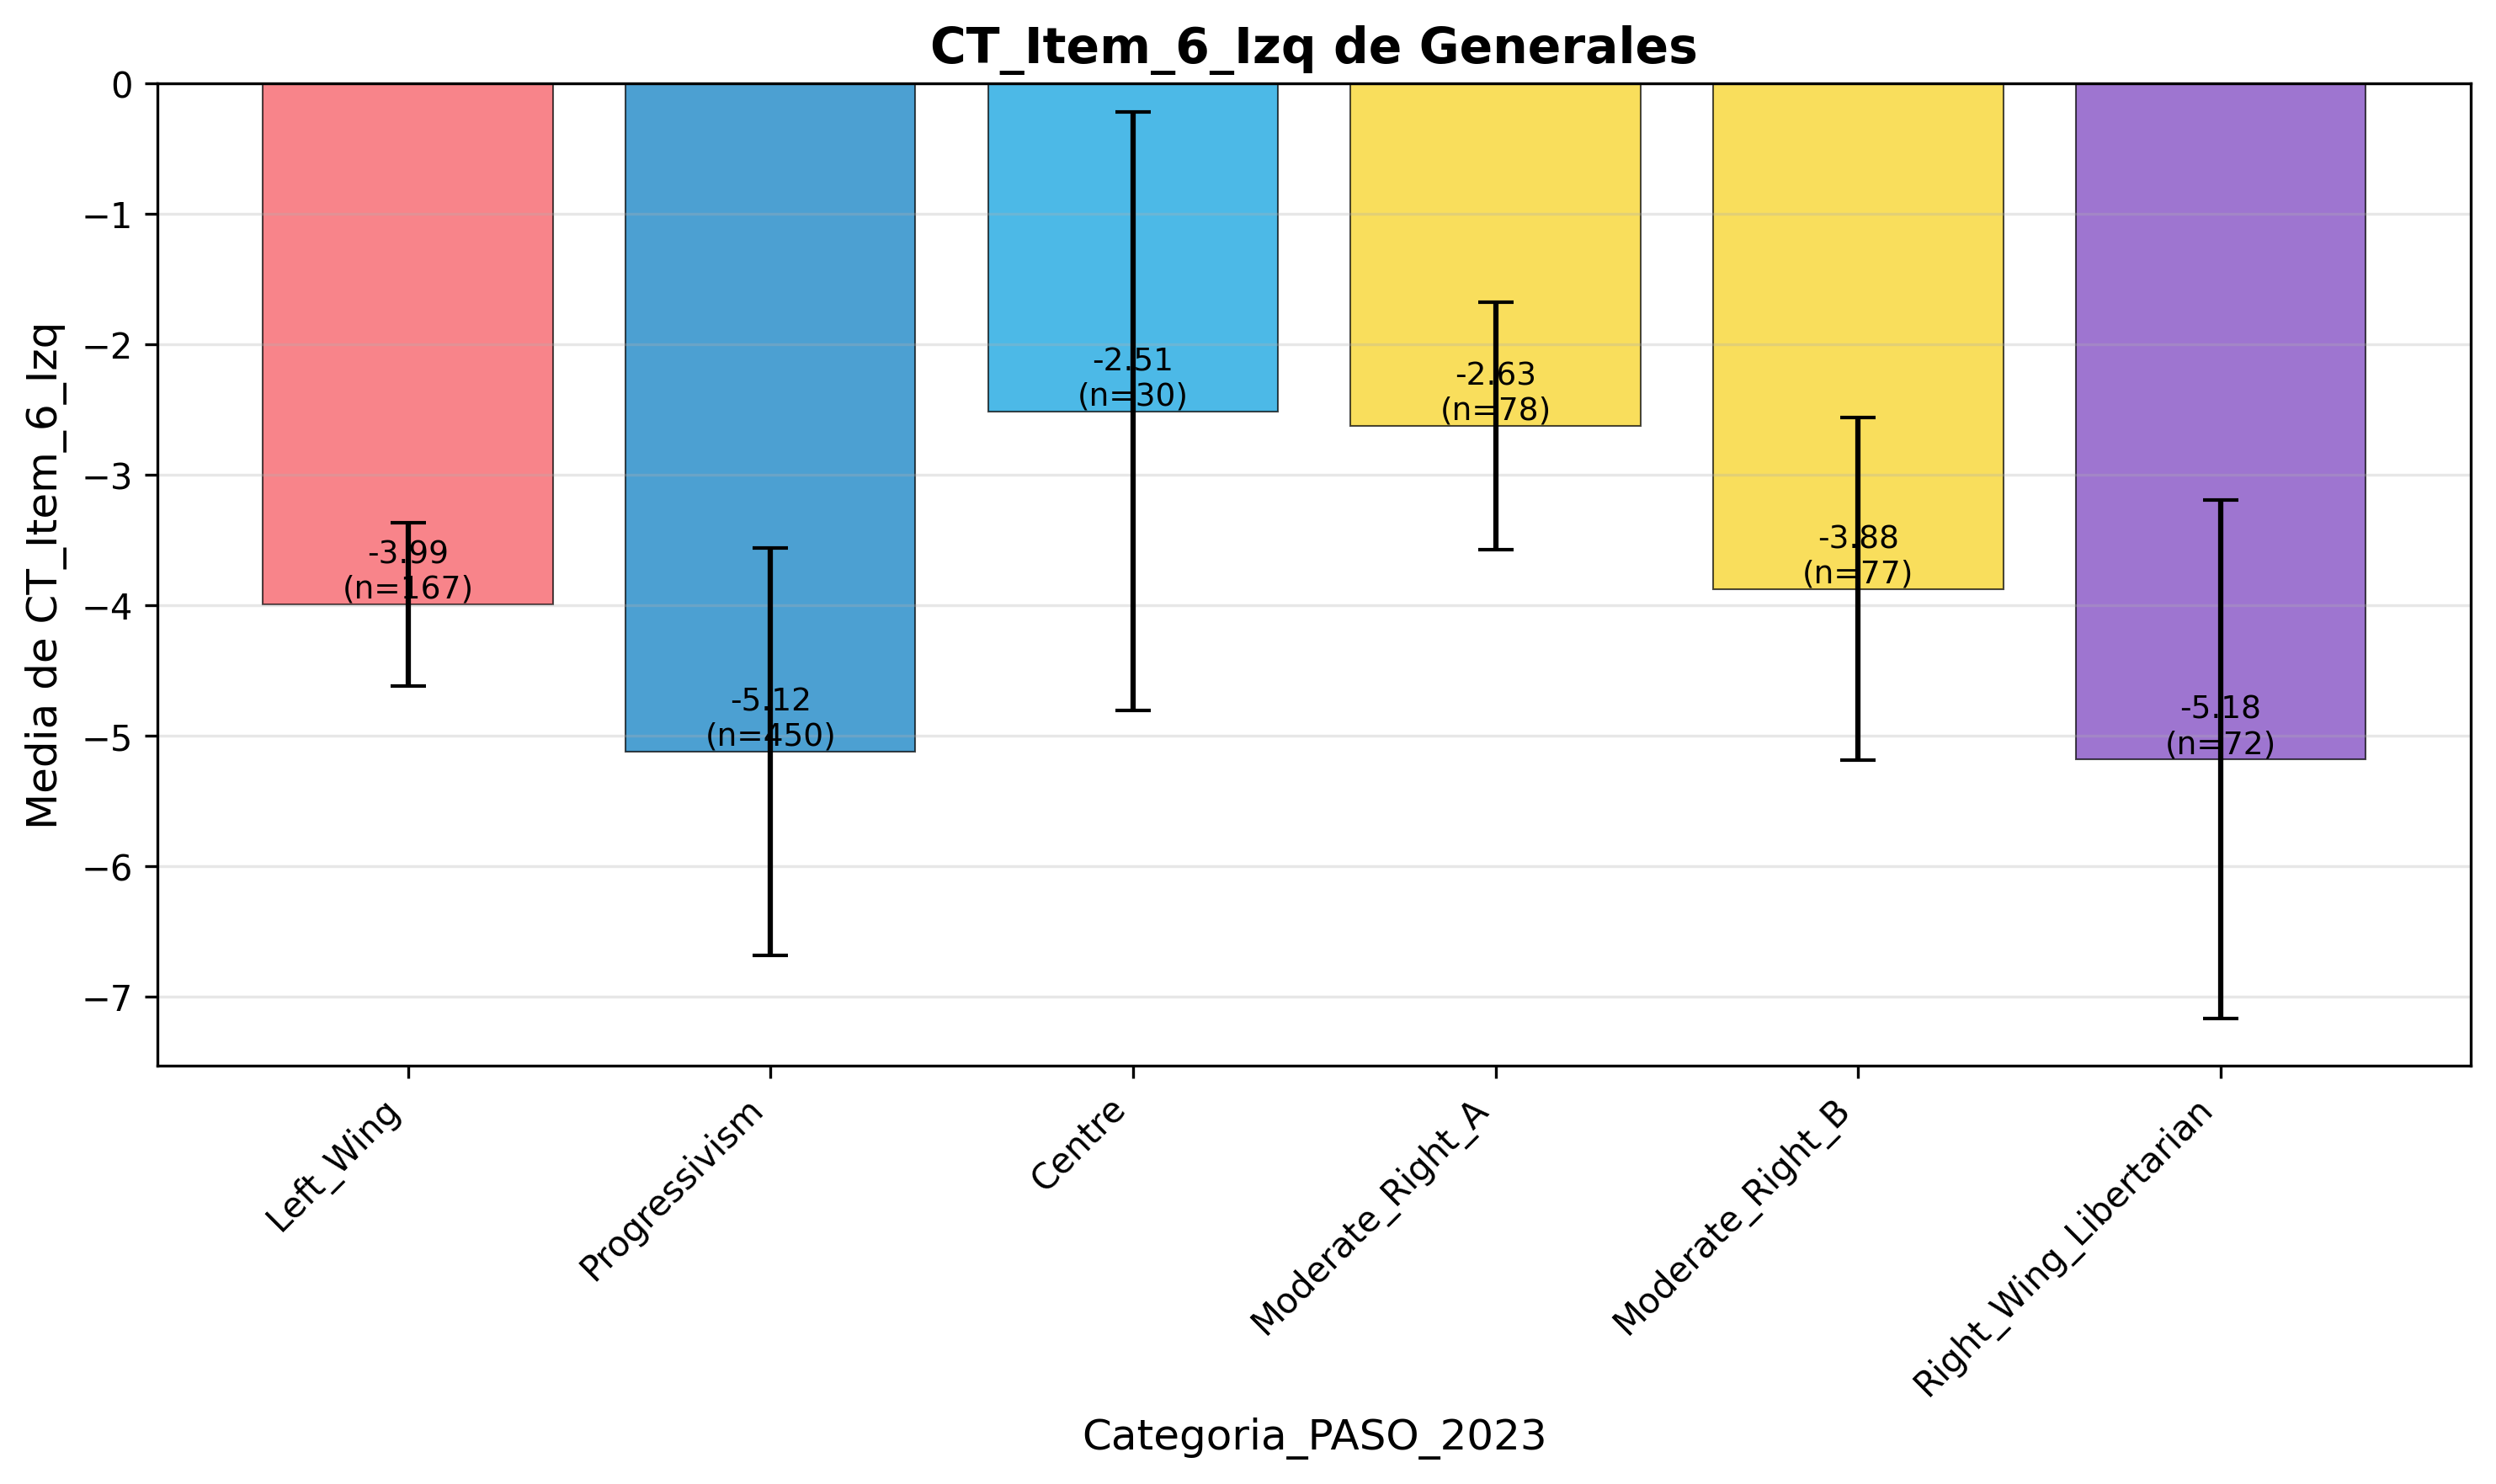 CT_Item_6_Izq de Generales
Media de CT_Item_6_Izq
0
−1
−2
−3
−4
−5
−6
−7
-3.99
(n=167)
-5.12
(n=450)
-2.51
(n=30)
-2.63
(n=78)
-3.88
(n=77)
-5.18
(n=72)
Left_Wing
Progressivism
Centre
Moderate_Right_A
Moderate_Right_B
Right_Wing_Libertarian
Categoria_PASO_2023